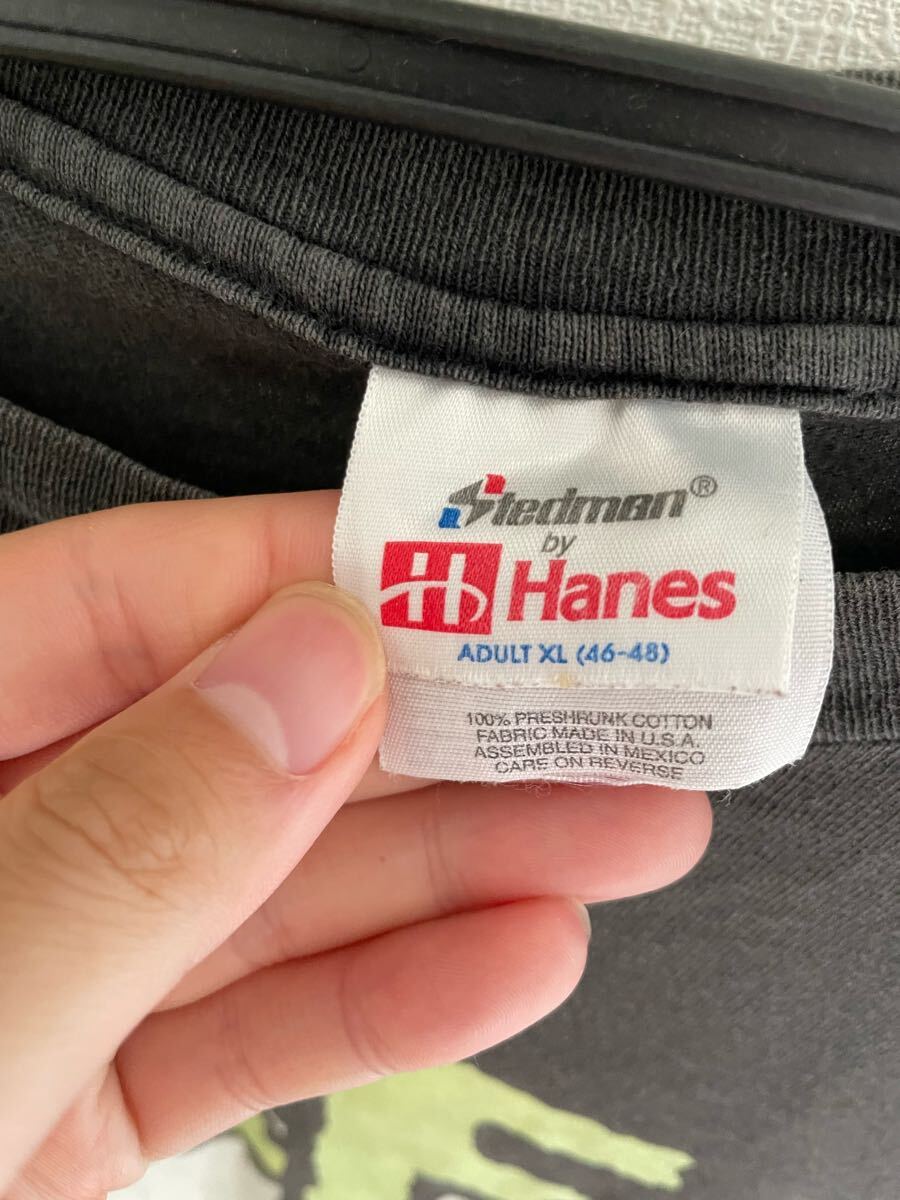 Stedman®
by
H Hanes
ADULT XL (46-48)
100% PRESHRUNK COTTON
FABRIC MADE IN U.S.A.
ASSEMBLED IN MEXICO
CARE ON REVERSE